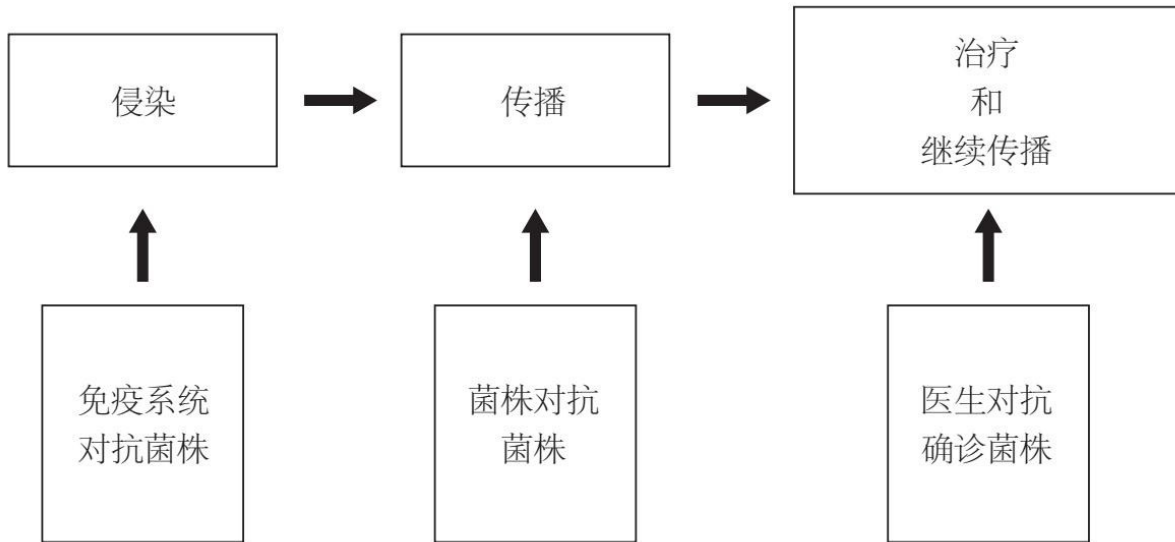 侵染
传播
治疗
和
继续传播
免疫系统
对抗菌株
菌株对抗
菌株
医生对抗
确诊菌株